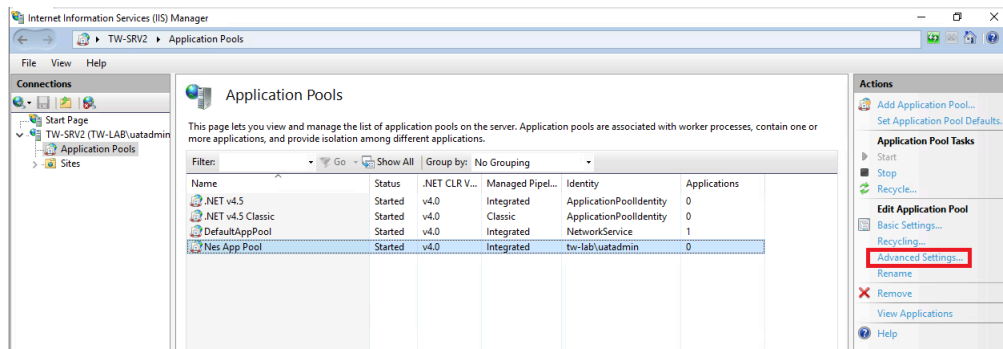 Internet Information Services (IIS) Manager
TW-SRV2 Application Pools
File View Help
Connections
Start Page
TW-SRV2 (TW-LAB\uatadmin
Application Pools
Sites
Application Pools
This page lets you view and manage the list of application pools on the server. Application pools are associated with worker processes, contain one or
more applications, and provide isolation among different applications.
Filter: Go Show All Group by: No Grouping
Name Status .NET CLR V... Managed Pipel... Identity Applications
.NET v4.5 Started v4.0 Integrated ApplicationPoolIdentity 0
.NET v4.5 Classic Started v4.0 Classic ApplicationPoolIdentity 0
DefaultAppPool Started v4.0 Integrated NetworkService 1
Nes App Pool Started v4.0 Integrated tw-lab\uatadmin 0
Actions
Add Application Pool...
Set Application Pool Defaults.
Application Pool Tasks
Start
Stop
Recycle...
Edit Application Pool
Basic Settings...
Recycling...
Advanced Settings...
Rename
Remove
View Applications
Help